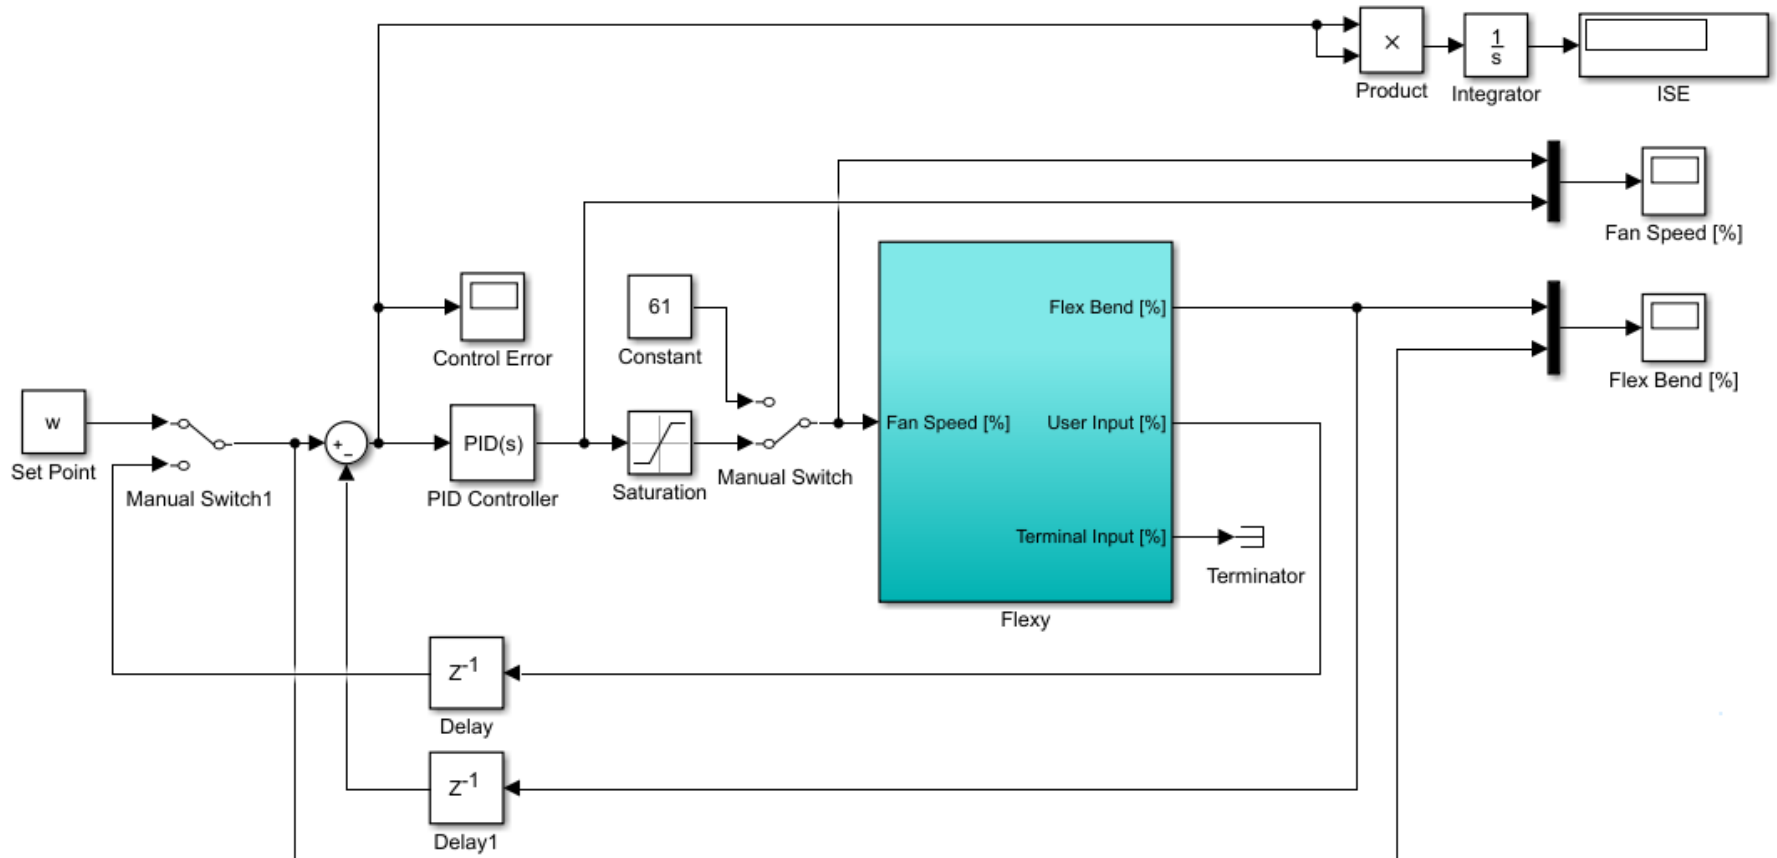 ×
Product
1
s
Integrator
ISE
Fan Speed [%]
Control Error
61
Constant
Flex Bend [%]
Flex Bend [%]
w
Set Point
Manual Switch1
+
−
PID(s)
PID Controller
Saturation
Manual Switch
Fan Speed [%]
User Input [%]
Terminal Input [%]
Terminator
Flexy
Z-1
Delay
Z-1
Delay1